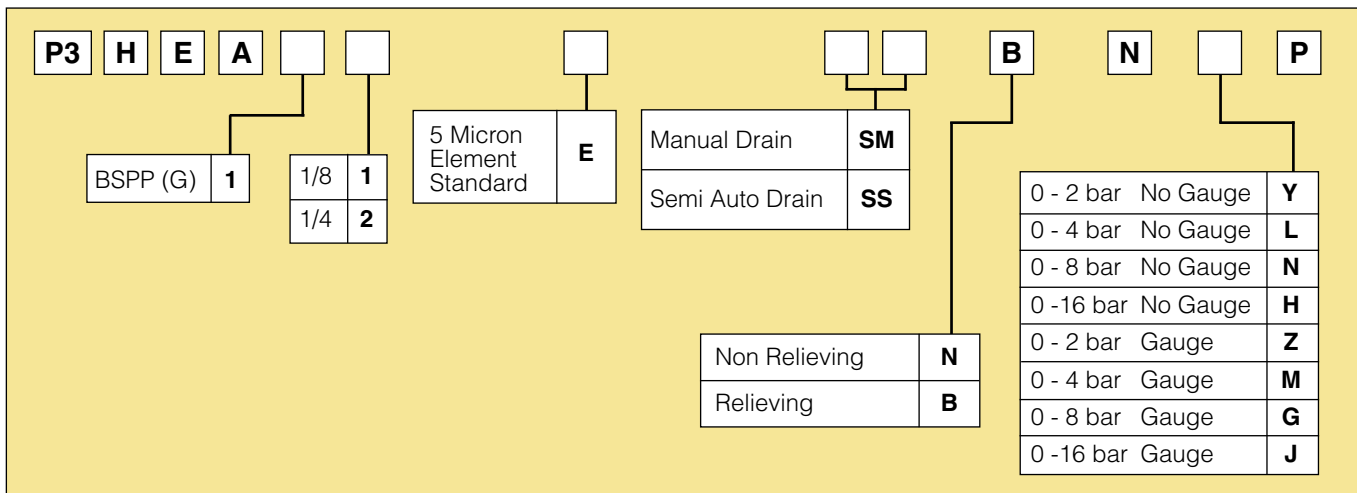 P3 H E A B N P
BSPP (G) 1
1/8 1
1/4 2
5 Micron
Element
Standard
E
Manual Drain SM
Semi Auto Drain SS
Non Relieving N
Relieving B
0 - 2 bar No Gauge Y
0 - 4 bar No Gauge L
0 - 8 bar No Gauge N
0 -16 bar No Gauge H
0 - 2 bar Gauge Z
0 - 4 bar Gauge M
0 - 8 bar Gauge G
0 -16 bar Gauge J